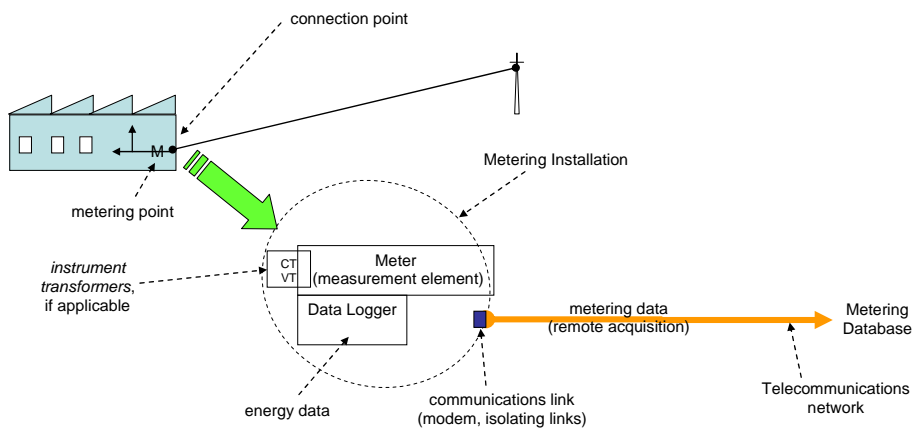 connection point
M
Metering Installation
metering point
CT
VT
Meter
(measurement element)
instrument
transformers,
if applicable
Data Logger
metering data
(remote acquisition)
Metering
Database
energy data
communications link
(modem, isolating links)
Telecommunications
network